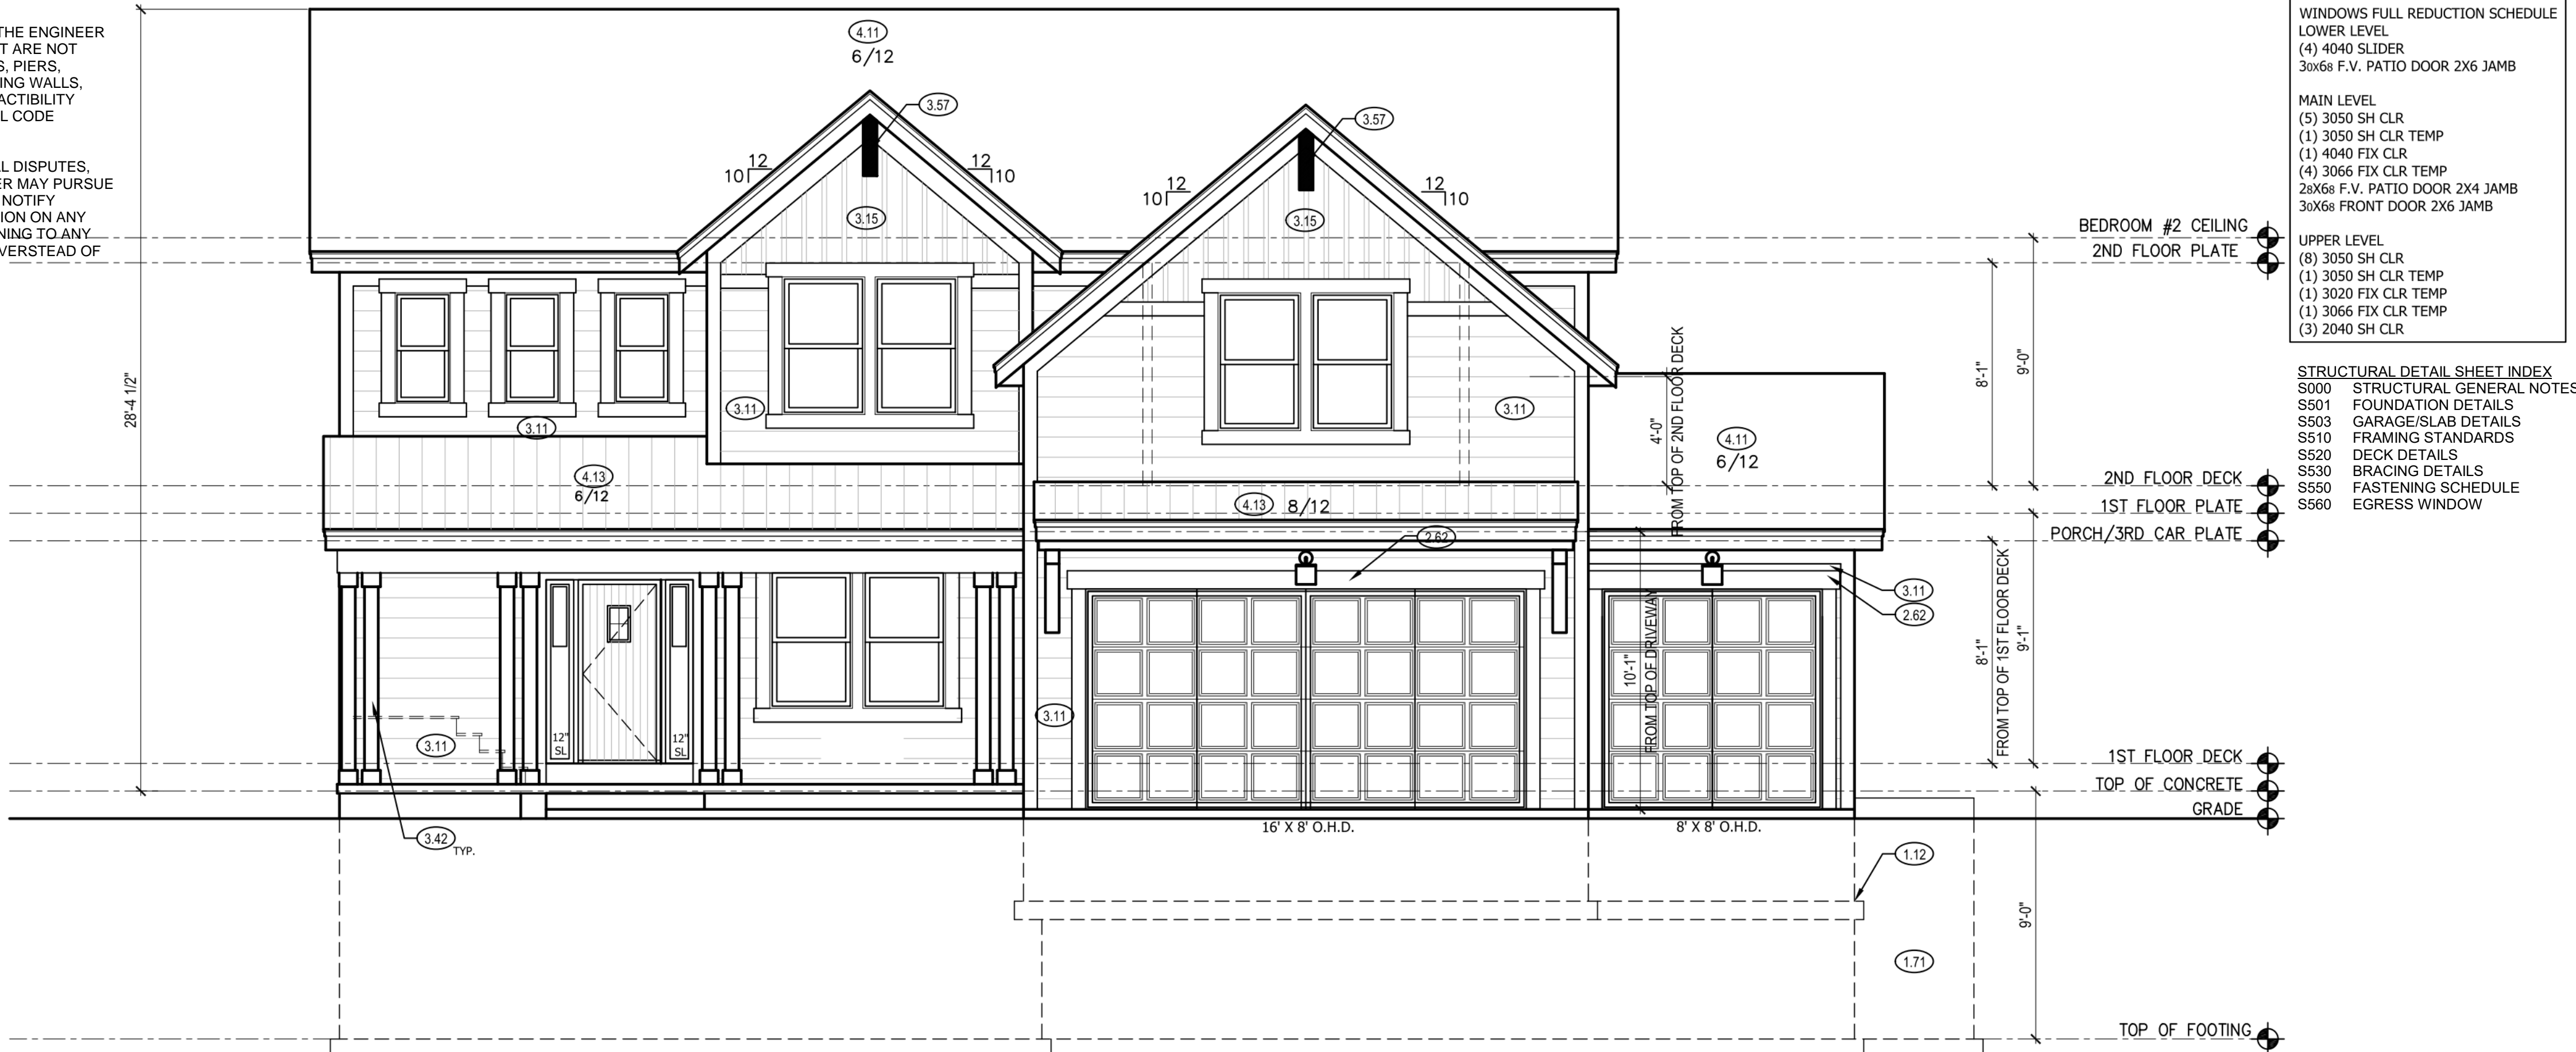 THE ENGINEER
T ARE NOT
S, PIERS,
ING WALLS,
ACTIBILITY
L CODE
L DISPUTES,
ER MAY PURSUE
NOTIFY
ION ON ANY
NING TO ANY
OVERSTEAD OF
4.11
6/12
3.57
3.57
12
10
12
10
12
10
12
10
3.15
3.15
28'-4 1/2"
3.11
3.11
3.11
4.13
6/12
4.13 8/12
4.11
6/12
4'-0"
FROM TOP OF 2ND FLOOR DECK
2.62
3.11
2.62
10'-1"
FROM TOP OF DRIVEWAY
3.11
3.11
12"
SL
12"
SL
3.42 TYP.
16' X 8' O.H.D.
8' X 8' O.H.D.
1.12
1.71
8'-1"
9'-0"
8'-1"
FROM TOP OF 1ST FLOOR DECK
9'-1"
9'-0"
BEDROOM #2 CEILING
2ND FLOOR PLATE
2ND FLOOR DECK
1ST FLOOR PLATE
PORCH/3RD CAR PLATE
1ST FLOOR DECK
TOP OF CONCRETE
GRADE
TOP OF FOOTING
WINDOWS FULL REDUCTION SCHEDULE
LOWER LEVEL
(4) 4040 SLIDER
30X68 F.V. PATIO DOOR 2X6 JAMB
MAIN LEVEL
(5) 3050 SH CLR
(1) 3050 SH CLR TEMP
(1) 4040 FIX CLR
(4) 3066 FIX CLR TEMP
28X68 F.V. PATIO DOOR 2X4 JAMB
30X68 FRONT DOOR 2X6 JAMB
UPPER LEVEL
(8) 3050 SH CLR
(1) 3050 SH CLR TEMP
(1) 3020 FIX CLR TEMP
(1) 3066 FIX CLR TEMP
(3) 2040 SH CLR
STRUCTURAL DETAIL SHEET INDEX
S000 STRUCTURAL GENERAL NOTES
S501 FOUNDATION DETAILS
S503 GARAGE/SLAB DETAILS
S510 FRAMING STANDARDS
S520 DECK DETAILS
S530 BRACING DETAILS
S550 FASTENING SCHEDULE
S560 EGRESS WINDOW